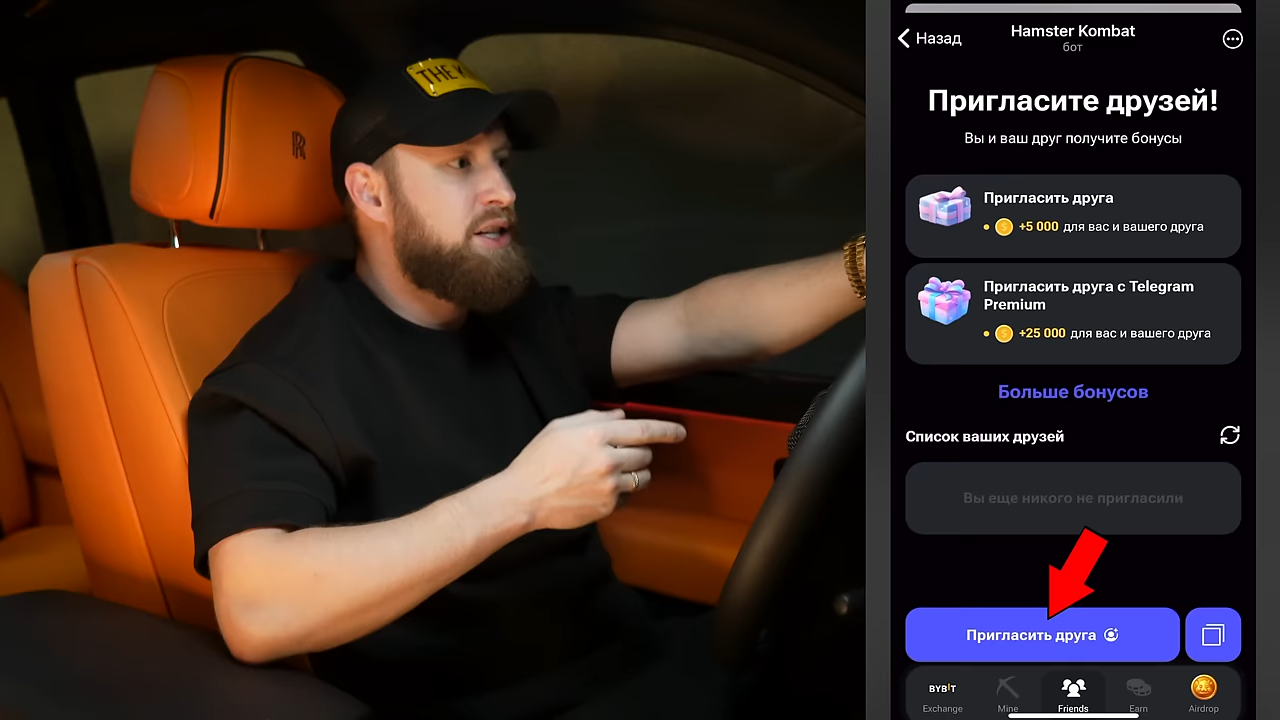 THE K
RR
Назад
Hamster Kombat
бот
Пригласите друзей!
Вы и ваш друг получите бонусы
Пригласить друга
+5 000 для вас и вашего друга
Пригласить друга с Telegram
Premium
+25 000 для вас и вашего друга
Больше бонусов
Список ваших друзей
Вы еще никого не пригласили
Пригласить друга
BYBIT
Exchange
Mine
Friends
Earn
Airdrop